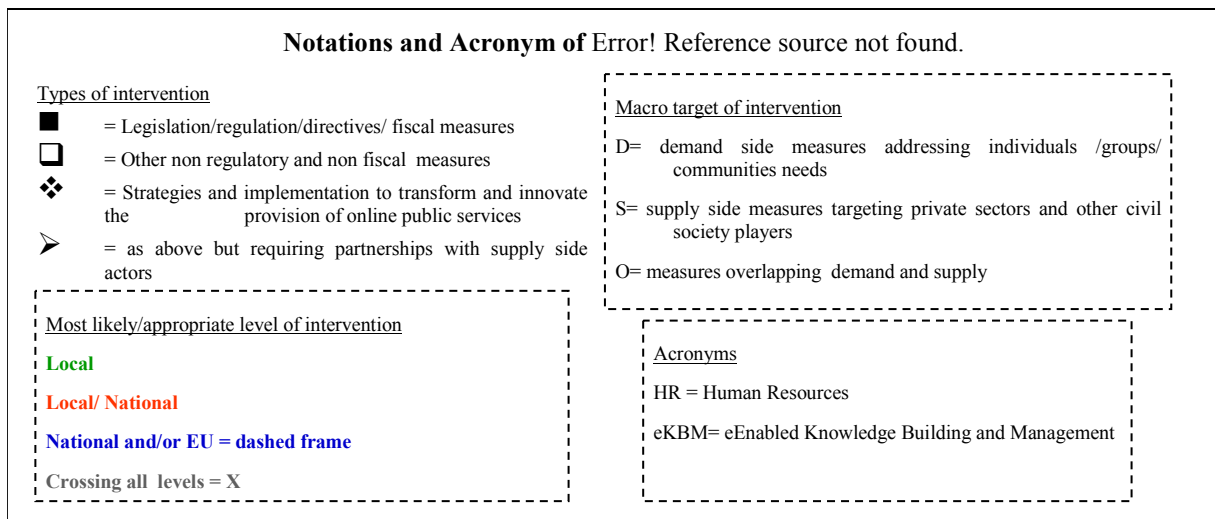 Notations and Acronym of Error! Reference source not found.
Types of intervention
■ = Legislation/regulation/directives/ fiscal measures
❑ = Other non regulatory and non fiscal measures
❖ = Strategies and implementation to transform and innovate
the provision of online public services
➢ = as above but requiring partnerships with supply side
actors
Macro target of intervention
D= demand side measures addressing individuals /groups/
communities needs
S= supply side measures targeting private sectors and other civil
society players
O= measures overlapping demand and supply
Most likely/appropriate level of intervention
Local
Local/ National
National and/or EU = dashed frame
Crossing all levels = X
Acronyms
HR = Human Resources
eKBM= eEnabled Knowledge Building and Management